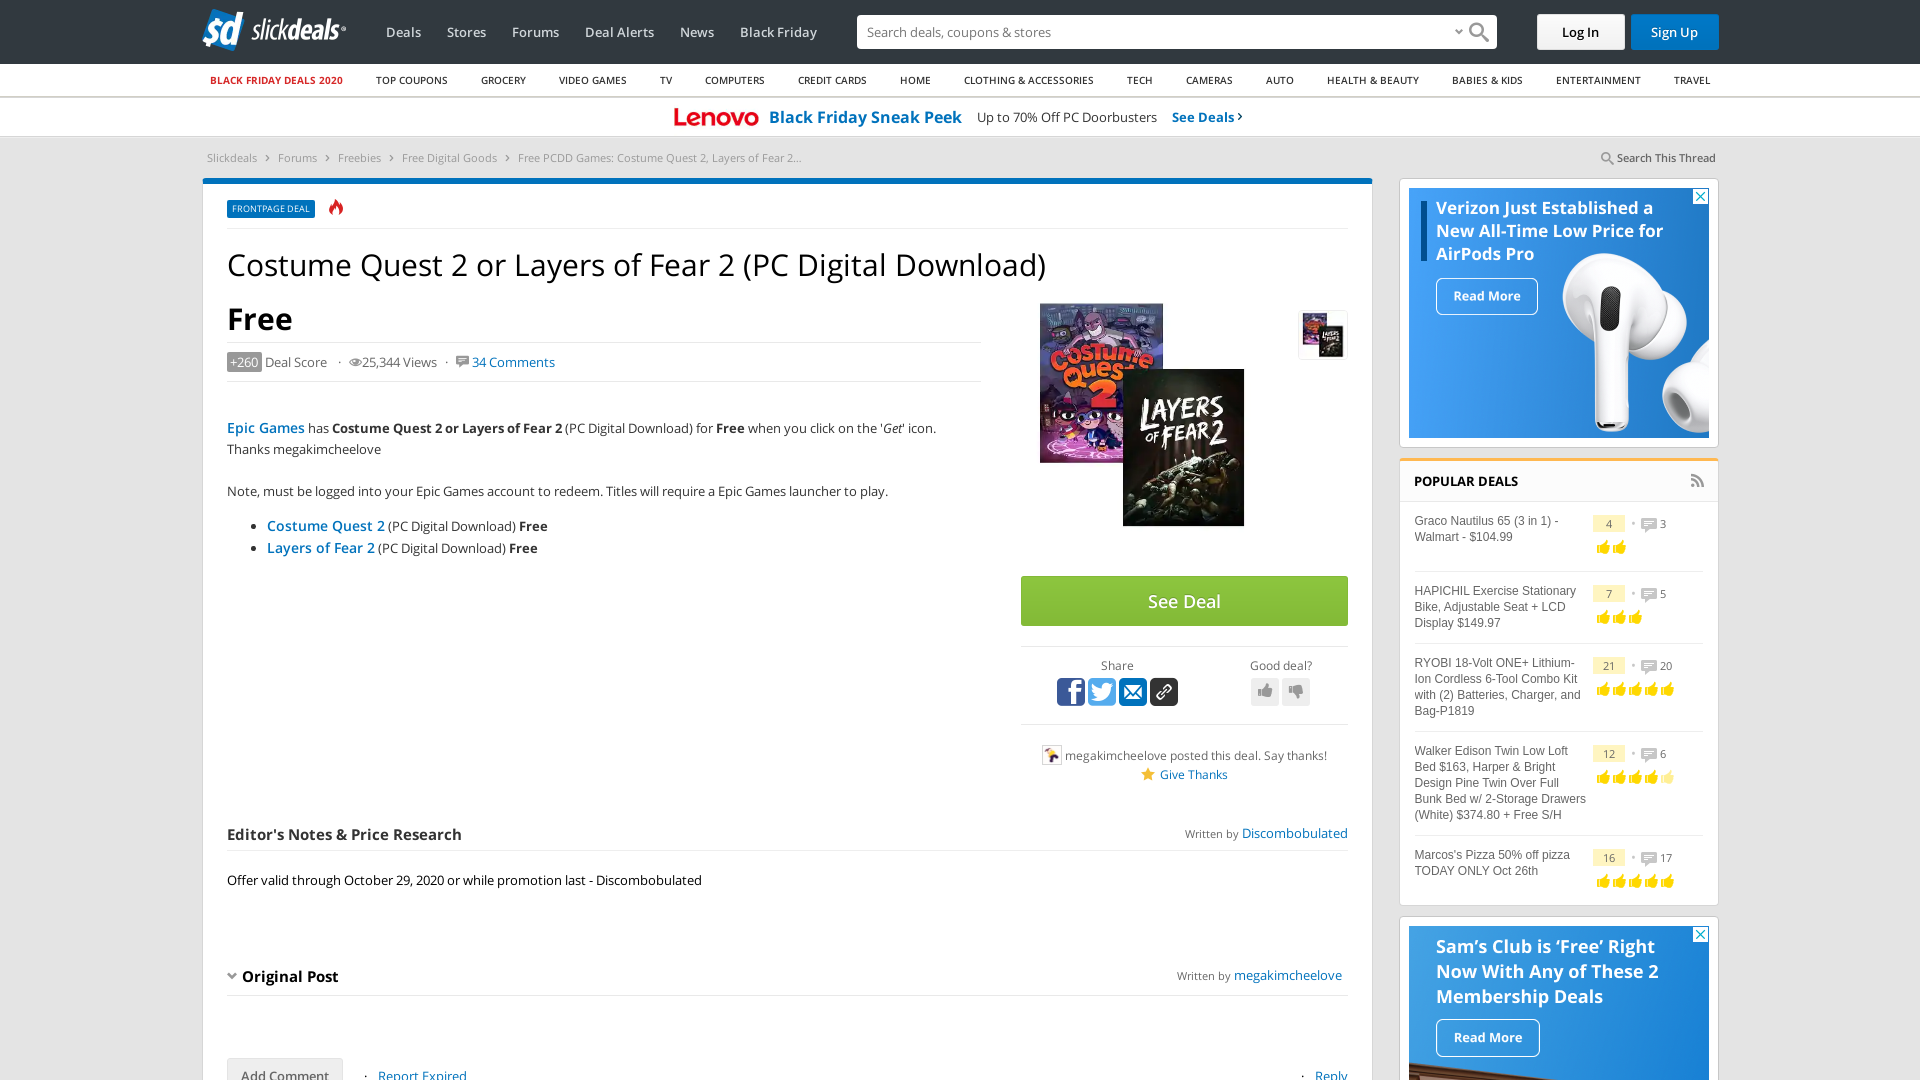 slickdeals
Deals
Stores
Forums
Deal Alerts
News
Black Friday
Search deals, coupons & access
Log In
Sign Up
BLACK FRIDAY DEALS 2020
TOP COUPONS
GROCERY
VIDEO GAMES
TV
COMPUTERS
CREDIT CARDS
HOME
CLOTHING & ACCESSORIES
TECH
CAMERAS
AUTO
HEALTH & BEAUTY
BABIES & KIDS
ENTERTAINMENT
TRAVEL
Lenovo Black Friday Sneak Peek Up to 70% Off PC Doorbusters See Deals
Slickdeals › Forums › Freebies › Free Digital Goods › Free PCDD Games: Costume Quest 2, Layers of Fear 2...
Search This Thread
FRONTPAGE DEAL
Costume Quest 2 or Layers of Fear 2 (PC Digital Download)
Free
+260 Deal Score · 25,344 Views · 34 Comments
Epic Games has Costume Quest 2 or Layers of Fear 2 (PC Digital Download) for Free when you click on the 'Get' icon.
Thanks megakimcheelove
Note, must be logged into your Epic Games account to redeem. Titles will require a Epic Games launcher to play.
• Costume Quest 2 (PC Digital Download) Free
• Layers of Fear 2 (PC Digital Download) Free
COSTUME
QUEST
2
LAYERS
OF FEAR 2
See Deal
Share
Good deal?
megakimcheelove posted this deal. Say thanks!
Give Thanks
Editor's Notes & Price Research
Written by Discombobulated
Offer valid through October 29, 2020 or while promotion last - Discombobulated
Original Post
Written by megakimcheelove
Add Comment
· Report Expired
· Reply
Verizon Just Established a
New All-Time Low Price for
AirPods Pro
Read More
POPULAR DEALS
Graco Nautilus 65 (3 in 1) -
Walmart - $104.99
4 • 3
HAPICHIL Exercise Stationary
Bike, Adjustable Seat + LCD
Display $149.97
7 • 5
RYOBI 18-Volt ONE+ Lithium-
Ion Cordless 6-Tool Combo Kit
with (2) Batteries, Charger, and
Bag-P1819
21 • 20
Walker Edison Twin Low Loft
Bed $163, Harper & Bright
Design Pine Twin Over Full
Bunk Bed w/ 2-Storage Drawers
(White) $374.80 + Free S/H
12 • 6
Marcos's Pizza 50% off pizza
TODAY ONLY Oct 26th
16 • 17
Sam's Club is ‘Free’ Right
Now With Any of These 2
Membership Deals
Read More